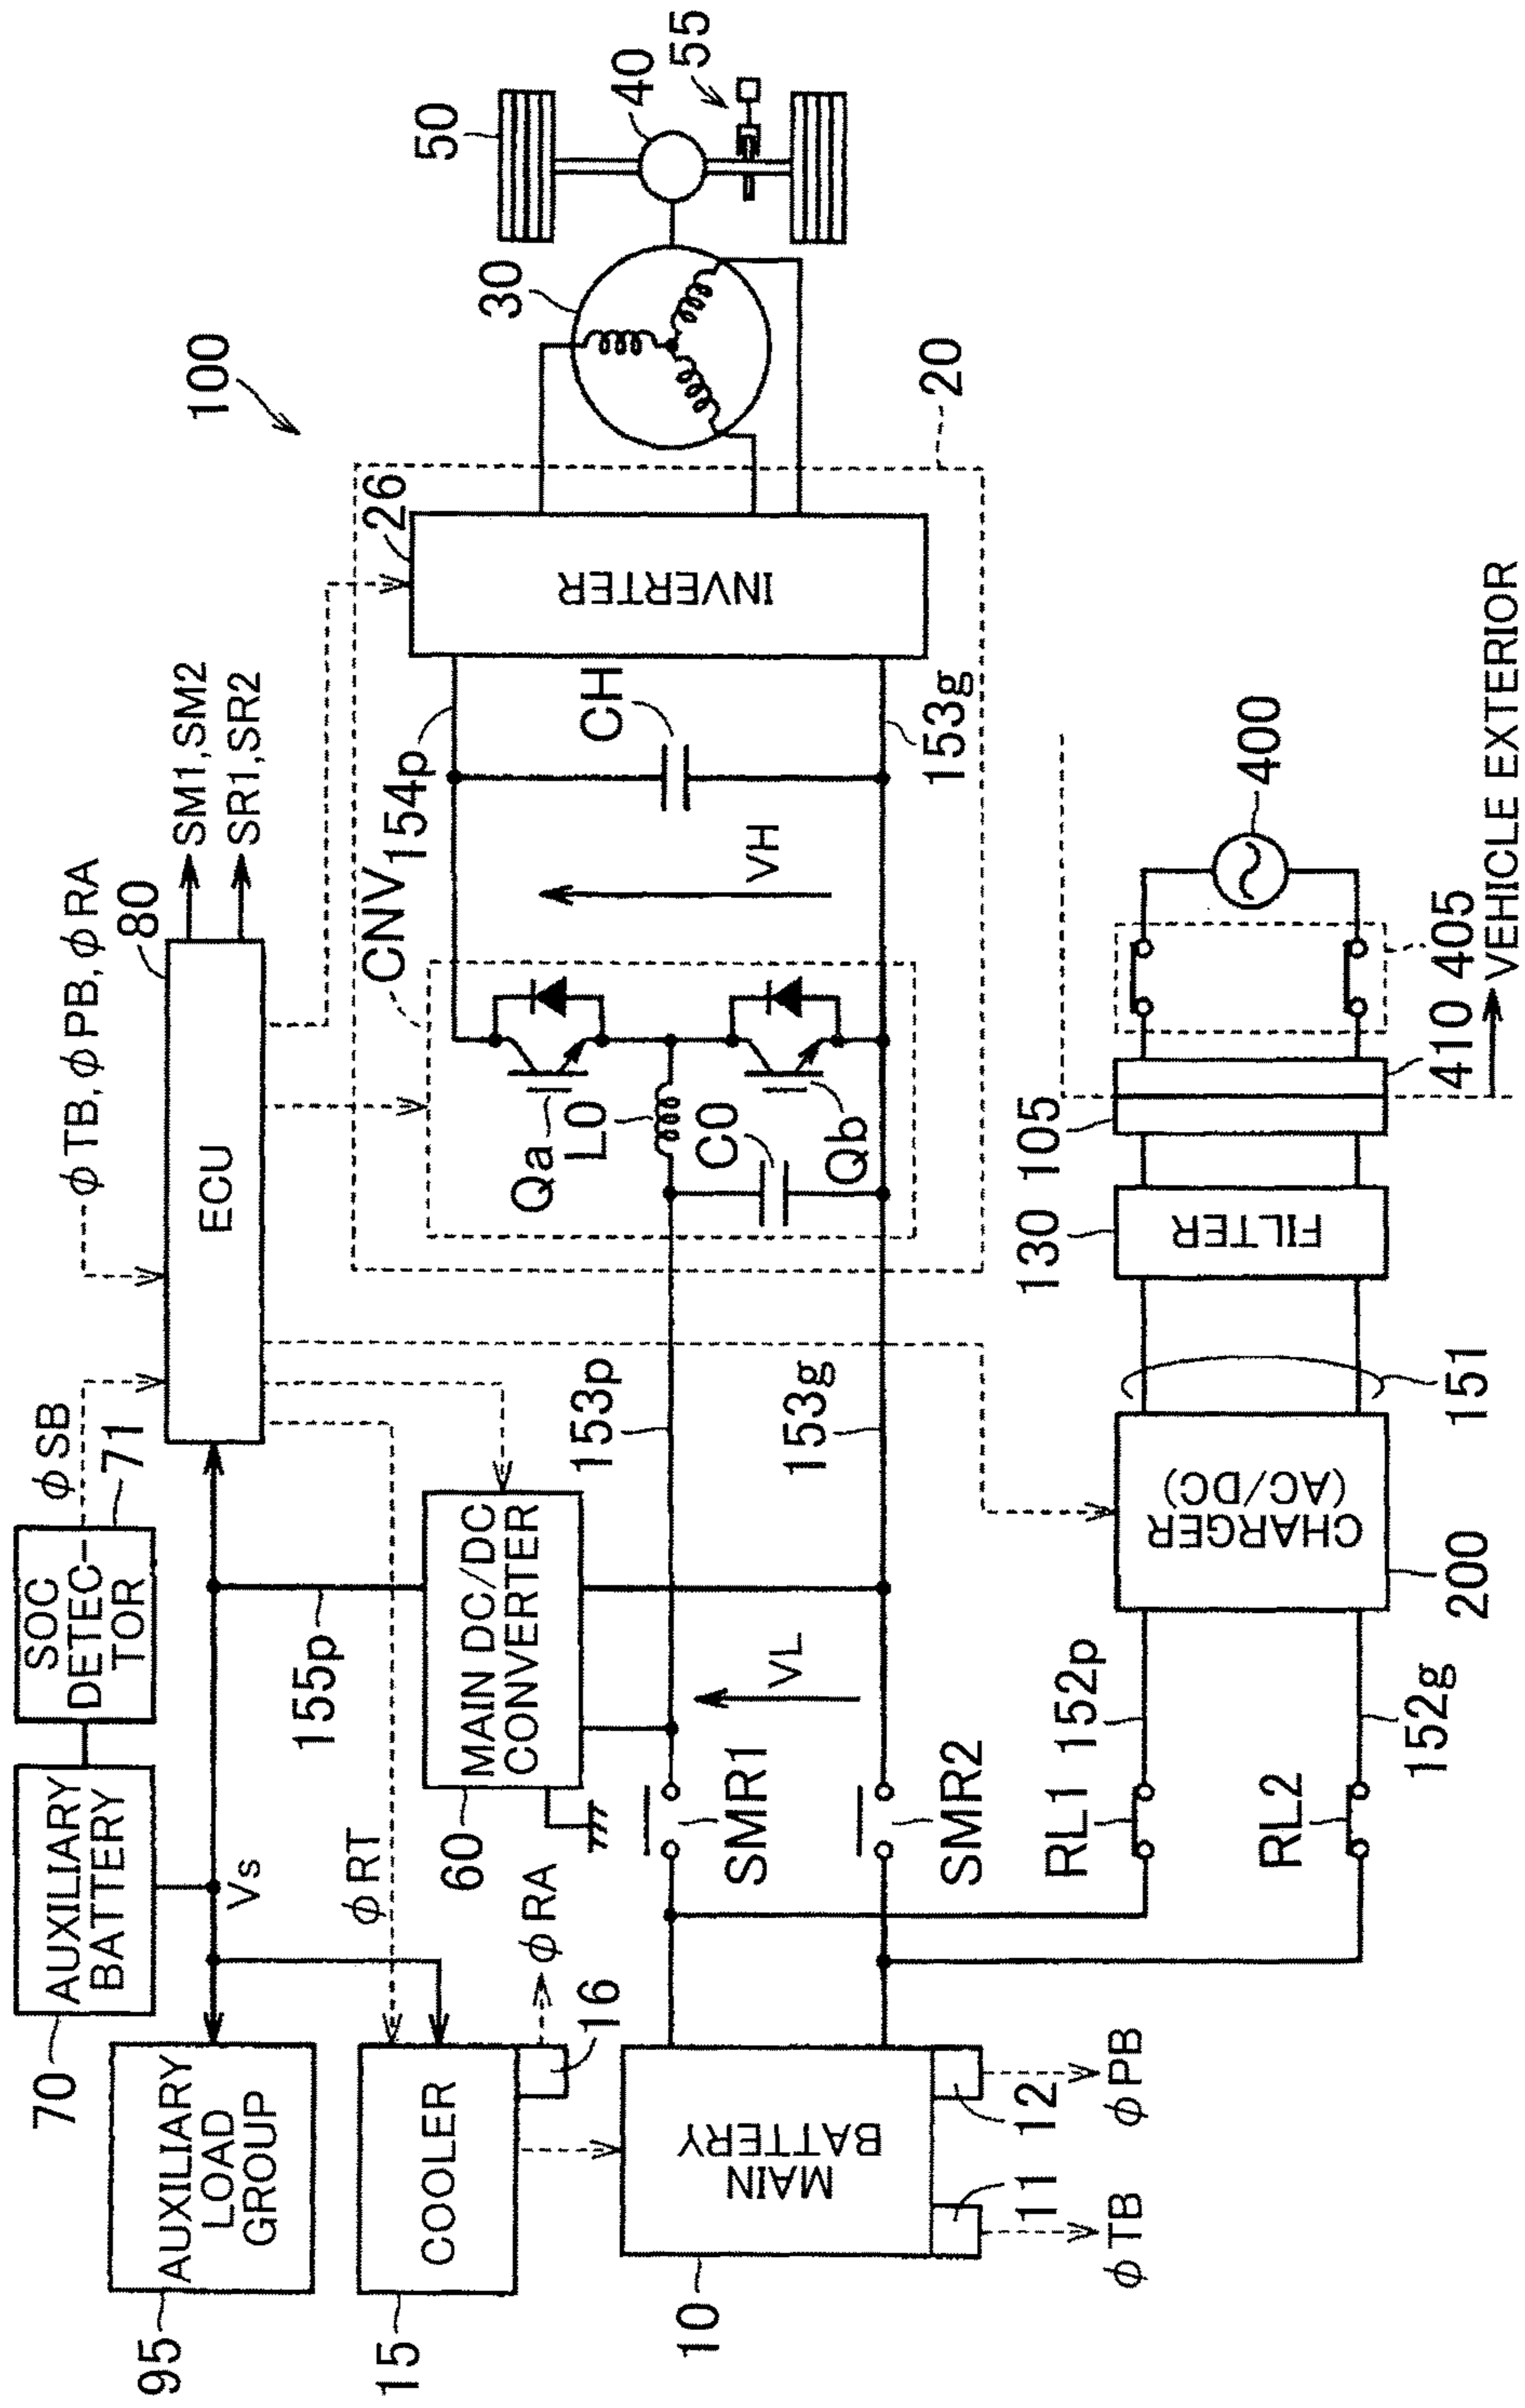 100
φTB, φPB, φRA
φSB
SOC
DETEC-
TOR
71
AUXILIARY
BATTERY
70
AUXILIARY
LOAD
GROUP
95
ECU
80
SM1,SM2
SR1,SR2
Vs
155p
φRT
COOLER
15
16
φRA
MAIN DC/DC
CONVERTER
60
MAIN
BATTERY
10
11
12
φTB
φPB
SMR1
SMR2
VL
153p
153g
CNV
Qa
L0
C0
Qb
154p
CH
VH
153g
INVERTER
26
20
30
40
50
55
RL1
RL2
152p
152g
CHARGER
(AC/DC)
200
151
FILTER
130
105
410
405
400
VEHICLE EXTERIOR